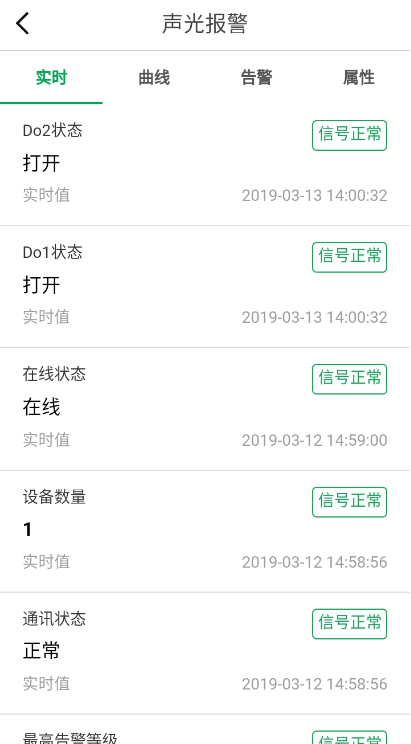 声光报警
实时 曲线 告警 属性
Do2状态 信号正常
打开
实时值 2019-03-13 14:00:32
Do1状态 信号正常
打开
实时值 2019-03-13 14:00:32
在线状态 信号正常
在线
实时值 2019-03-12 14:59:00
设备数量 信号正常
1
实时值 2019-03-12 14:58:56
通讯状态 信号正常
正常
实时值 2019-03-12 14:58:56
最高告警等级 信号正常